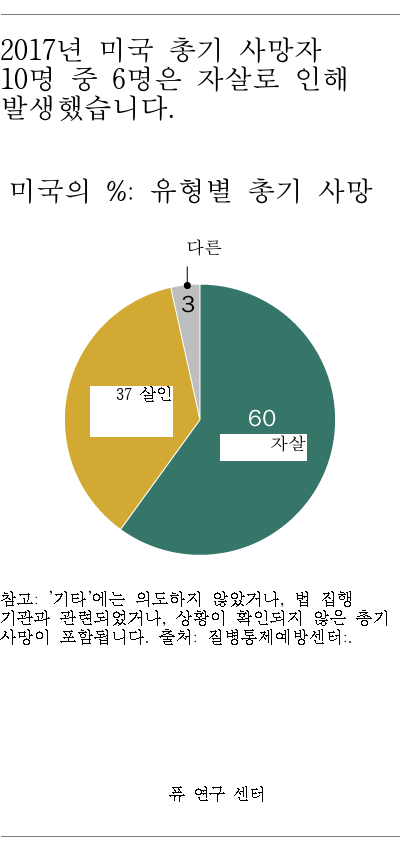 2017년 미국 총기 사망자
10명 중 6명은 자살로 인해
발생했습니다.
미국의 %: 유형별 총기 사망
다른
3
37 살인
60
자살
참고: '기타'에는 의도하지 않았거나, 법 집행
기관과 관련되었거나, 상황이 확인되지 않은 총기
사망이 포함됩니다. 출처: 질병통제예방센터:.
퓨 연구 센터